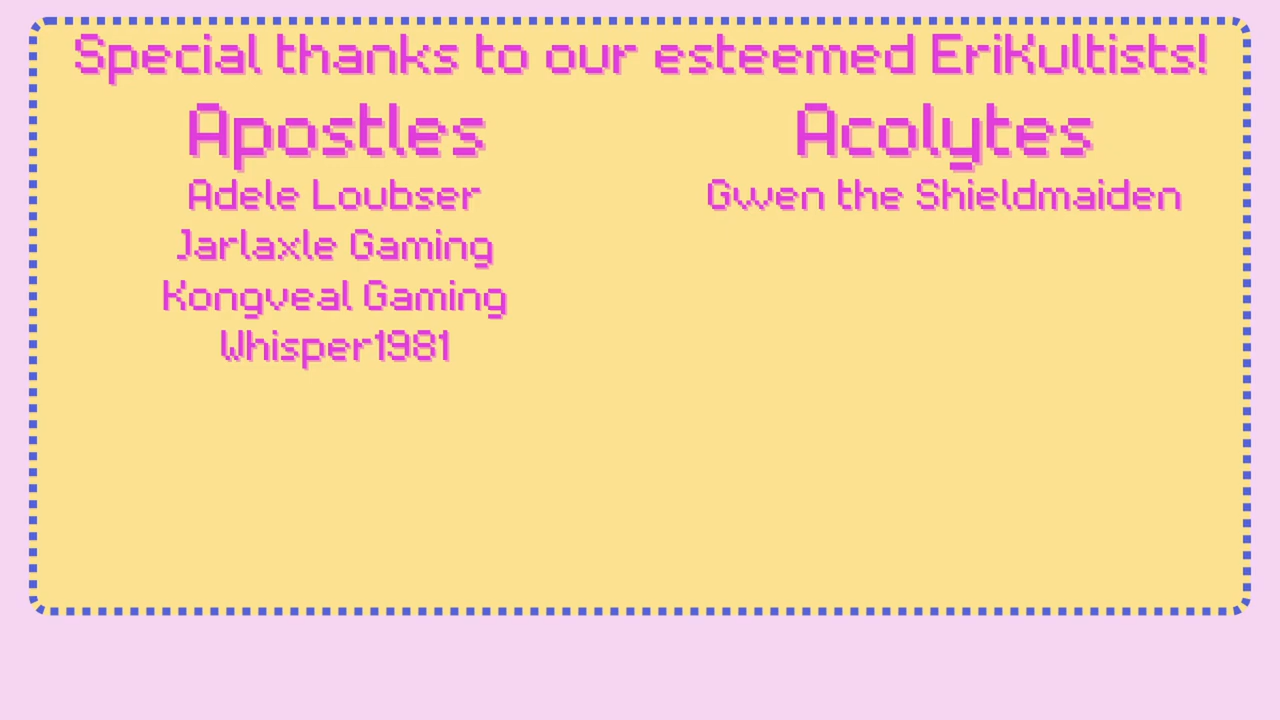 Special thanks to our esteemed EriKultists!
Apostles
Adele Loubser
Jarlaxle Gaming
Kongveal Gaming
Whisper1981
Acolytes
Gwen the Shieldmaiden